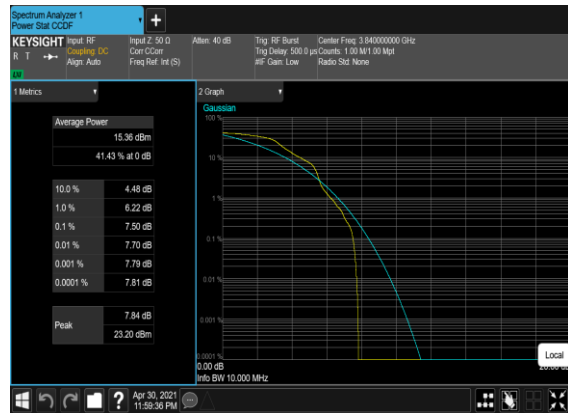 Spectrum Analyzer 1
Power Stat CCDF
KEYSIGHT
R T
LW
Input: RF
Coupling: DC
Align: Auto
Input Z: 50 Ω
Corr CCorr
Freq Ref: Int (S)
Atten: 40 dB
Trig: RF Burst
Trig Delay: 500.0 µs
#IF Gain: Low
Center Freq: 3.840000000 GHz
Counts: 1.00 M/1.00 Mpt
Radio Std: None
1 Metrics
Average Power
15.36 dBm
41.43 % at 0 dB
10.0 % 4.48 dB
1.0 % 6.22 dB
0.1 % 7.50 dB
0.01 % 7.70 dB
0.001 % 7.79 dB
0.0001 % 7.81 dB
Peak
7.84 dB
23.20 dBm
2 Graph
Gaussian
100 %
10 %
1 %
0.1 %
0.01 %
0.001 %
0.0001 %
0.00 dB
Info BW 10.000 MHz
Local
?
Apr 30, 2021
11:59:36 PM